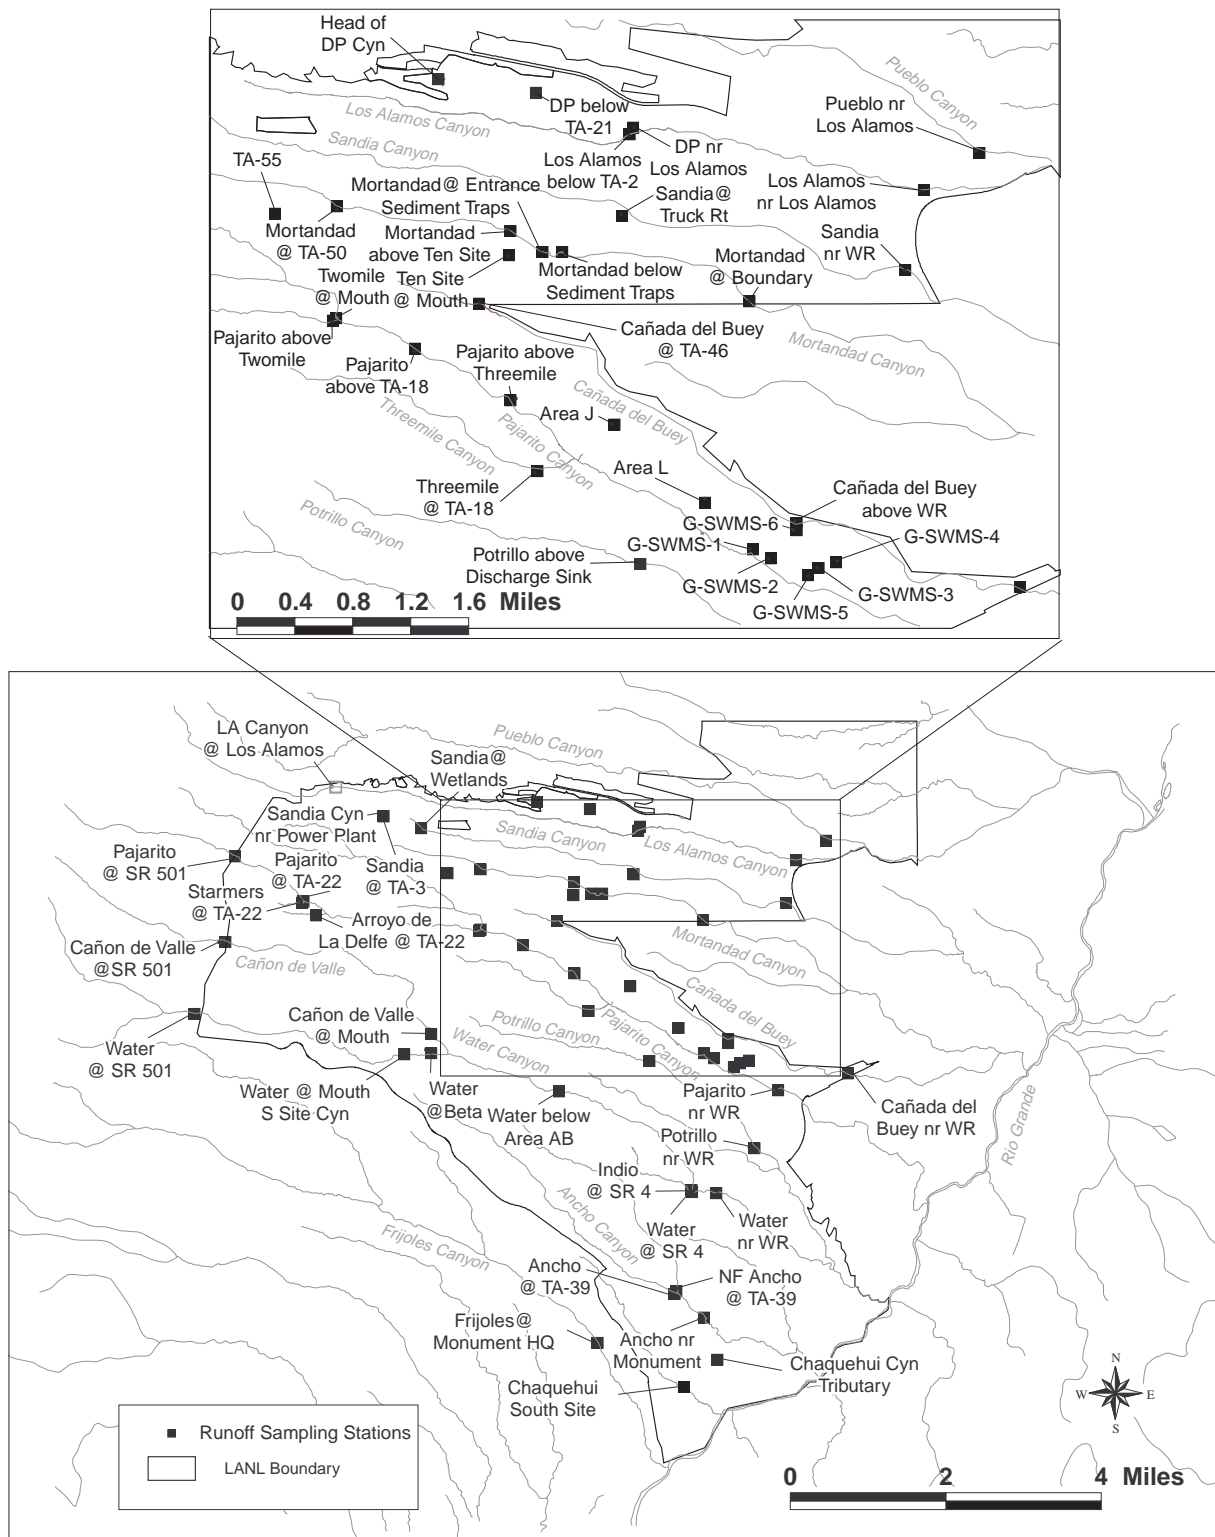 Head of
DP Cyn
Pueblo Canyon
DP below
TA-21
Pueblo nr
Los Alamos
Los Alamos Canyon
Sandia Canyon
DP nr
Los Alamos
Los Alamos
below TA-2
TA-55
Mortandad@ Entrance
Sediment Traps
Sandia@
Truck Rt
Los Alamos
nr Los Alamos
Mortandad
@ TA-50
Mortandad
above Ten Site
Sandia
nr WR
Twomile
@ Mouth
Ten Site
@ Mouth
Mortandad below
Sediment Traps
Mortandad
@ Boundary
Pajarito above
Twomile
Cañada del Buey
@ TA-46
Mortandad Canyon
Pajarito
above TA-18
Pajarito above
Threemile
Cañada del Buey
Threemile Canyon
Area J
Pajarito Canyon
Area L
Threemile
@ TA-18
Cañada del Buey
above WR
Potrillo Canyon
G-SWMS-6
G-SWMS-4
G-SWMS-1
Potrillo above
Discharge Sink
G-SWMS-2
G-SWMS-3
G-SWMS-5
0 0.4 0.8 1.2 1.6 Miles
LA Canyon
@ Los Alamos
Pueblo Canyon
Sandia@
Wetlands
Sandia Cyn
nr Power Plant
Sandia Canyon
Los Alamos Canyon
Pajarito
@ SR 501
Pajarito
@ TA-22
Sandia
@ TA-3
Starmers
@ TA-22
Arroyo de
La Delfe @ TA-22
Cañon de Valle
@SR 501
Cañon de Valle
Mortandad Canyon
Cañada del Buey
Cañon de Valle
@ Mouth
Potrillo Canyon
Pajarito Canyon
Water Canyon
Water
@ SR 501
Water @ Mouth
S Site Cyn
Water
@Beta
Water below
Area AB
Pajarito
nr WR
Cañada del
Buey nr WR
Potrillo
nr WR
Rio Grande
Indio
@ SR 4
Ancho Canyon
Water
@ SR 4
Water
nr WR
Frijoles Canyon
Ancho
@ TA-39
NF Ancho
@ TA-39
Frijoles@
Monument HQ
Ancho nr
Monument
Chaquehui Cyn
Tributary
Chaquehui
South Site
N
W E
S
Runoff Sampling Stations
LANL Boundary
0 2 4 Miles